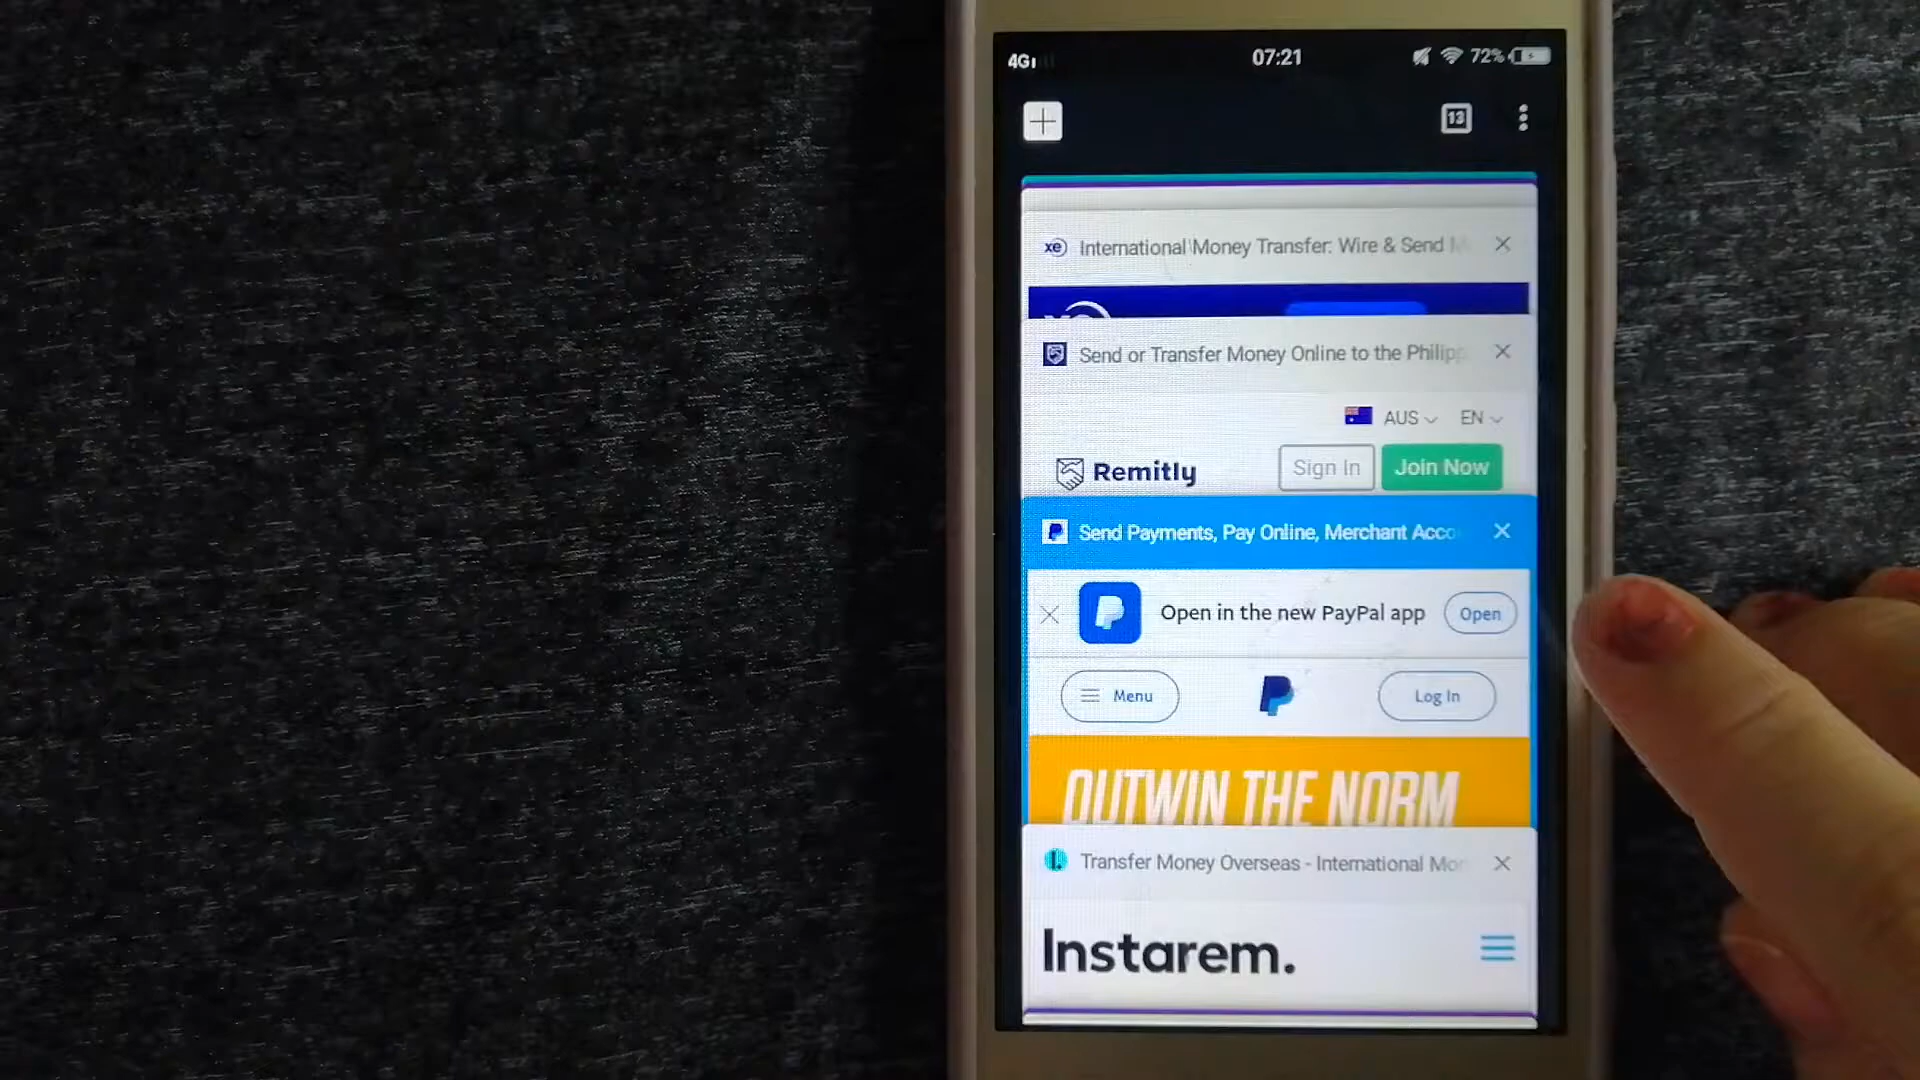 4G 07:21 72%
13
xe International Money Transfer: Wire & Send
Send or Transfer Money Online to the Philipp
AUS EN
Remitly Sign In Join Now
Send Payments, Pay Online, Merchant Acco
Open in the new PayPal app Open
Menu Log In
OUTWIN THE NORM
Transfer Money Overseas - International Mon
Instarem.